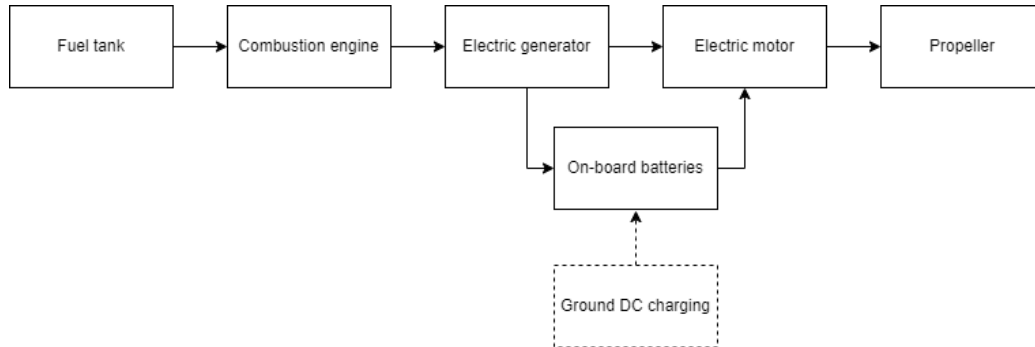 Fuel tank
Combustion engine
Electric generator
Electric motor
Propeller
On-board batteries
Ground DC charging